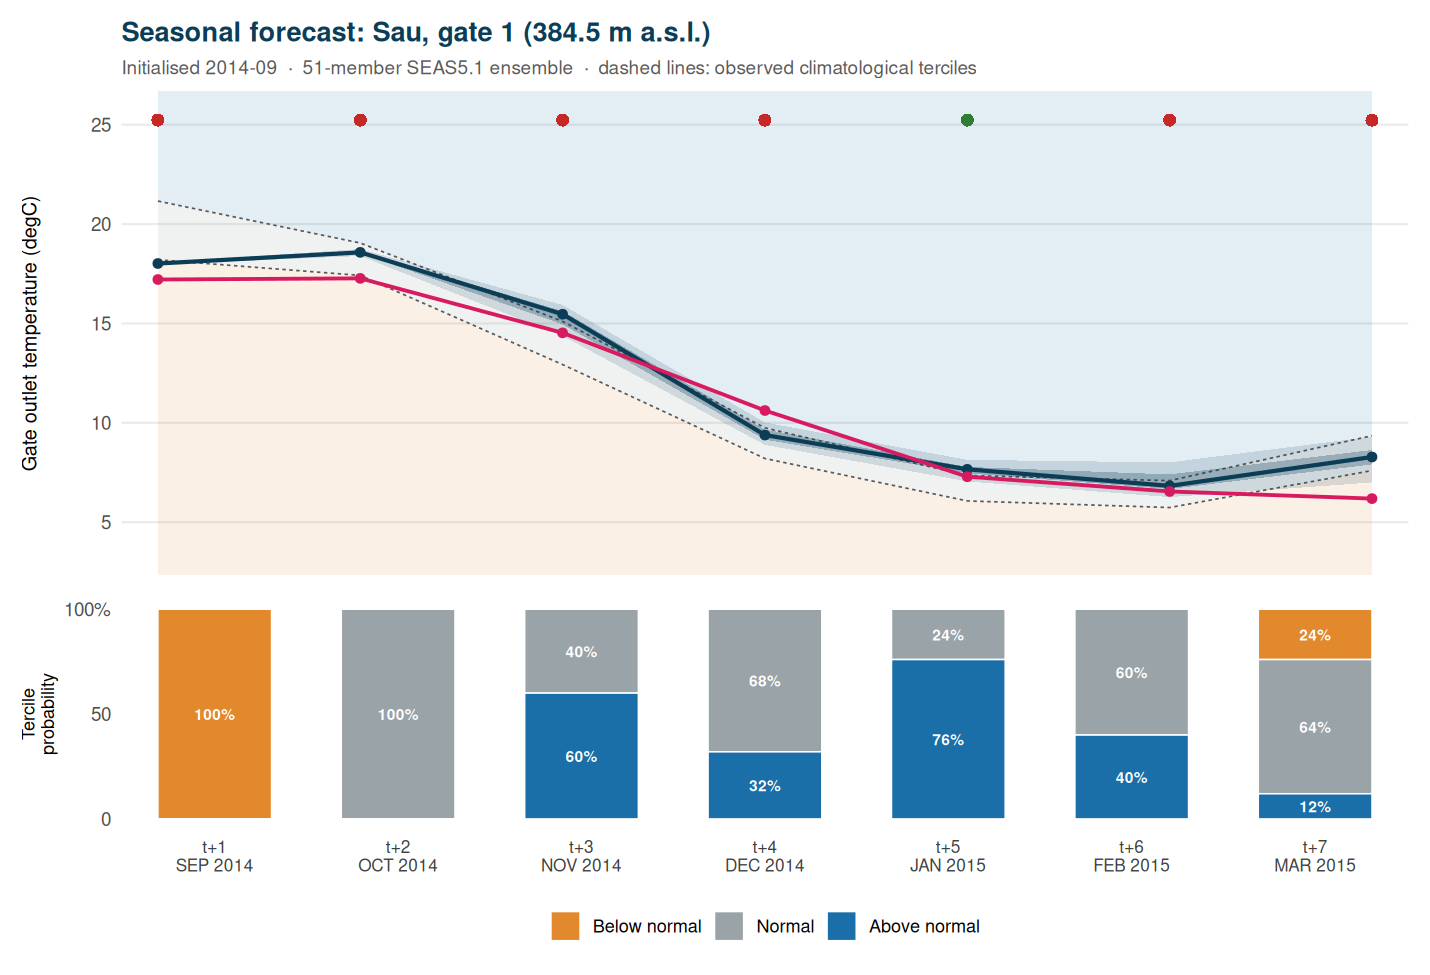 Seasonal forecast: Sau, gate 1 (384.5 m a.s.l.)
Initialised 2014-09 · 51-member SEAS5.1 ensemble · dashed lines: observed climatological terciles
Gate outlet temperature (degC)
25
20
15
10
5
Tercile
probability
100%
50
0
100%
100%
40%
60%
68%
32%
24%
76%
60%
40%
24%
64%
12%
t+1
SEP 2014
t+2
OCT 2014
t+3
NOV 2014
t+4
DEC 2014
t+5
JAN 2015
t+6
FEB 2015
t+7
MAR 2015
Below normal
Normal
Above normal